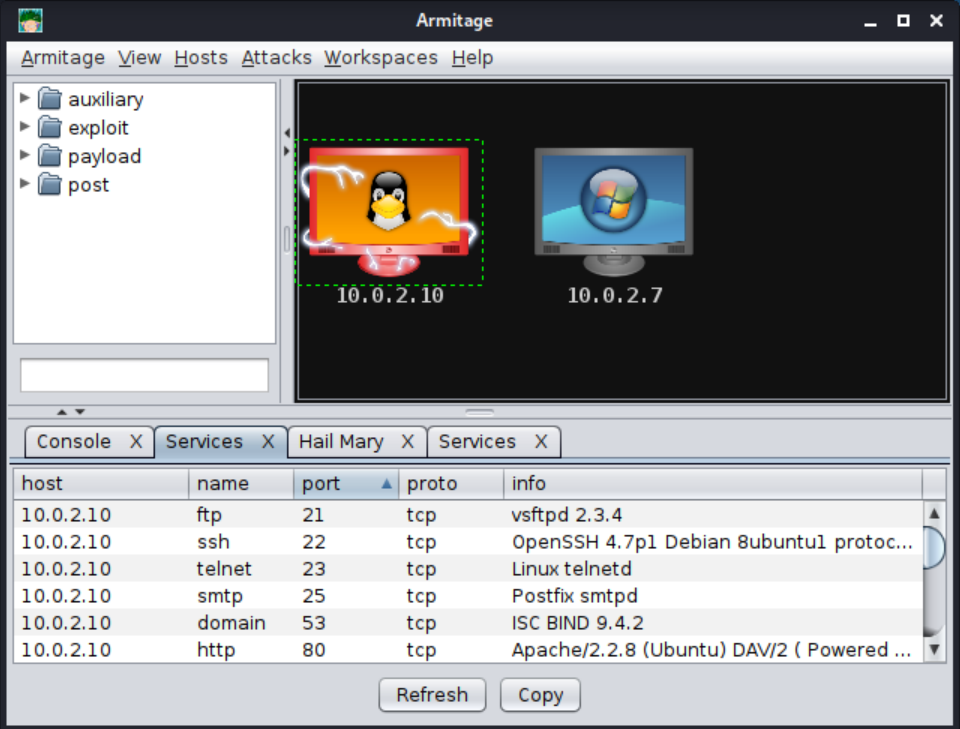 Armitage
Armitage View Hosts Attacks Workspaces Help
auxiliary
exploit
payload
post
10.0.2.10 10.0.2.7
Console X Services X Hail Mary X Services X
host name port proto info
10.0.2.10 ftp 21 tcp vsftpd 2.3.4
10.0.2.10 ssh 22 tcp OpenSSH 4.7p1 Debian 8ubuntu1 protoc...
10.0.2.10 telnet 23 tcp Linux telnetd
10.0.2.10 smtp 25 tcp Postfix smtpd
10.0.2.10 domain 53 tcp ISC BIND 9.4.2
10.0.2.10 http 80 tcp Apache/2.2.8 (Ubuntu) DAV/2 ( Powered ...
Refresh Copy